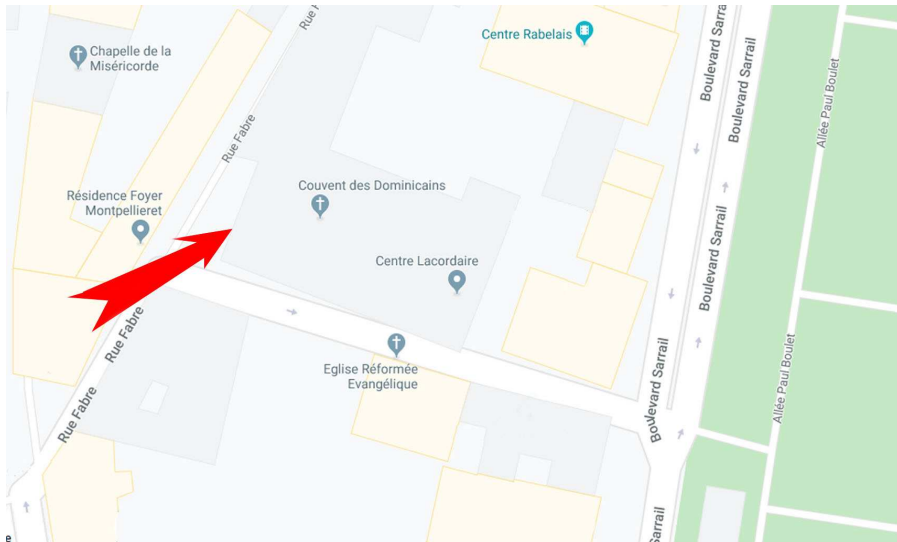 Chapelle de la
Miséricorde
Rue F
Centre Rabelais
Boulevard Sarrail
Boulevard Sarrail
Allée Paul Boulet
Rue Fabre
Résidence Foyer
Montpellieret
Couvent des Dominicains
Centre Lacordaire
Boulevard Sarrail
Rue Fabre
Rue Fabre
Eglise Réformée
Evangélique
Boulevard Sarrail
Allée Paul Boulet
Sarrail
e